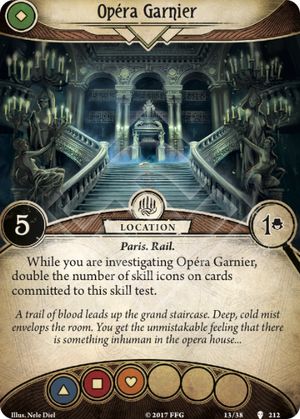 Opéra Garnier
5
LOCATION
1
Paris. Rail.
While you are investigating Opéra Garnier,
double the number of skill icons on cards
committed to this skill test.
A trail of blood leads up the grand staircase. Deep, cold mist
envelops the room. You get the unmistakable feeling that there
is something inhuman in the opera house...
Illus. Nele Diel
© 2017 FFG
13/38
212